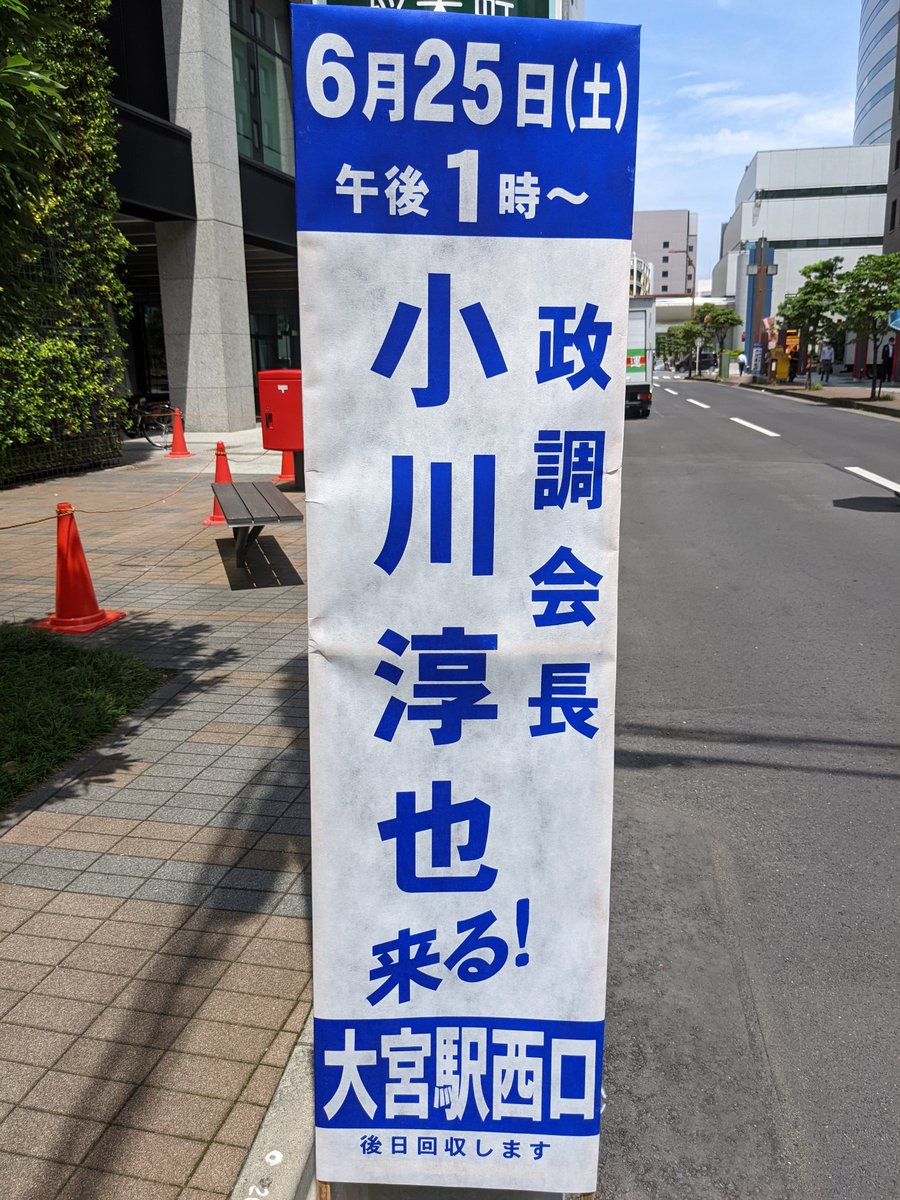 6月25日(土)
午後1時～
政調会長
小川淳也
来る!
大宮駅西口
後日回収します